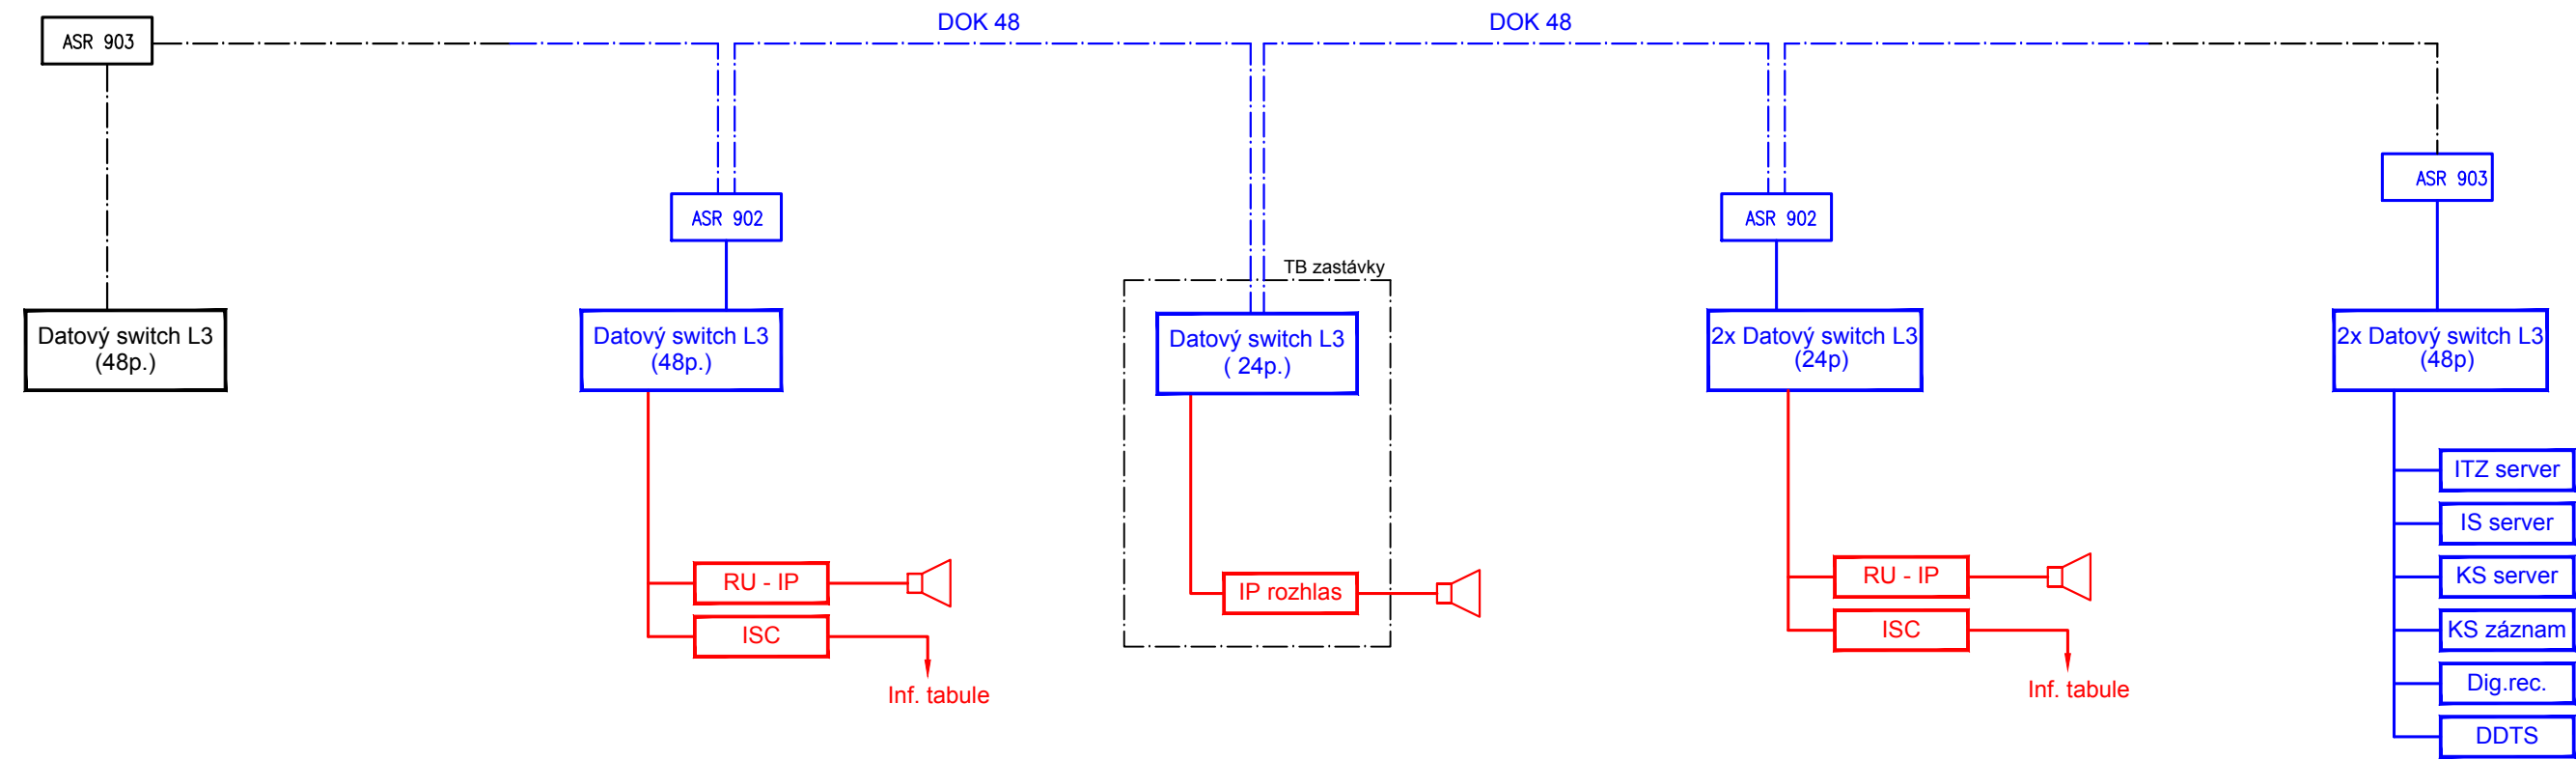 DOK 48
DOK 48
ASR 903
ASR 903
ASR 902
ASR 902
TB zastávky
Datový switch L3
(48p.)
Datový switch L3
(48p.)
Datový switch L3
( 24p.)
2x Datový switch L3
(24p)
2x Datový switch L3
(48p)
RU - IP
ISC
Inf. tabule
IP rozhlas
RU - IP
ISC
Inf. tabule
ITZ server
IS server
KS server
KS záznam
Dig.rec.
DDTS